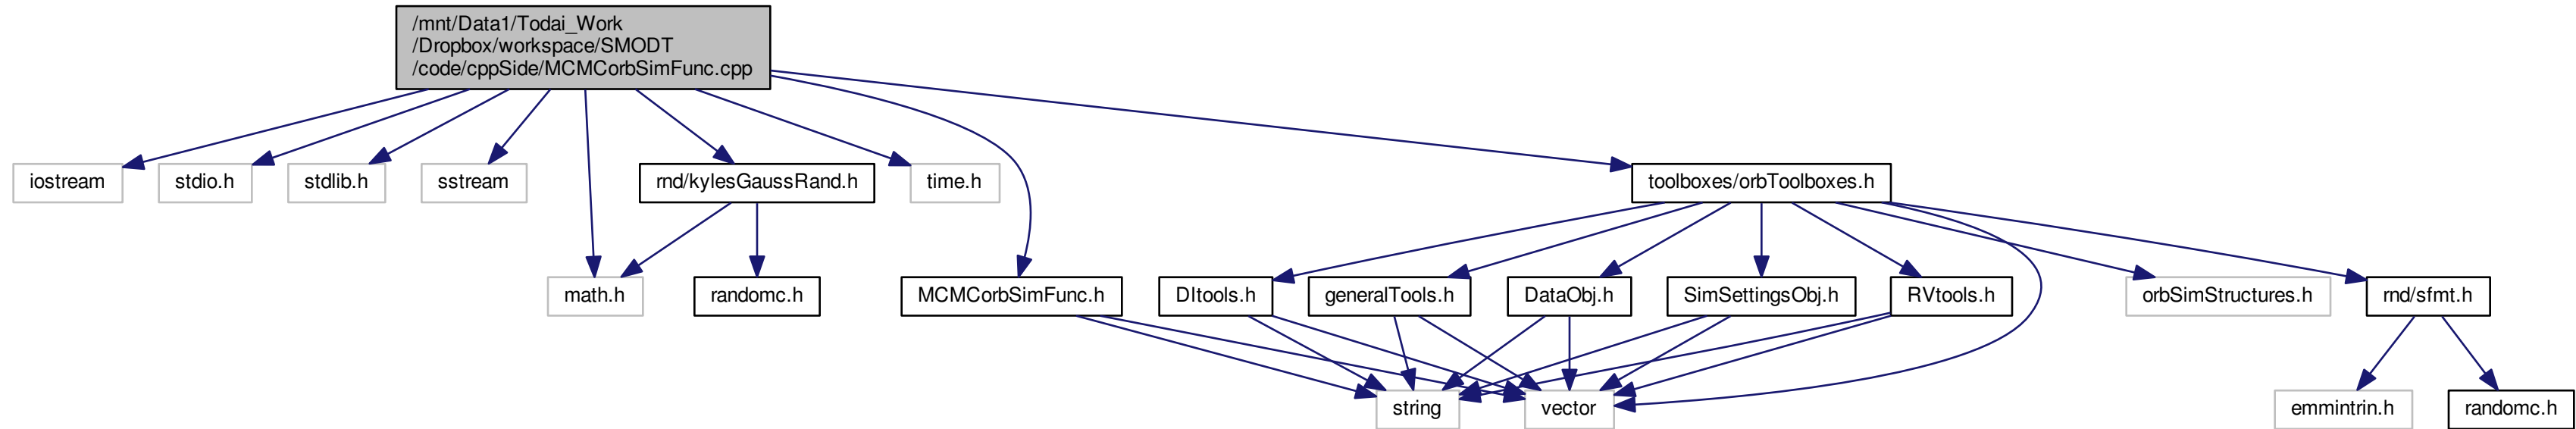 /mnt/Data1/Todai_Work
/Dropbox/workspace/SMODT
/code/cppSide/MCMCorbSimFunc.cpp
iostream
stdio.h
stdlib.h
sstream
rnd/kylesGaussRand.h
time.h
toolboxes/orbToolboxes.h
math.h
randomc.h
MCMCorbSimFunc.h
DItools.h
generalTools.h
DataObj.h
SimSettingsObj.h
RVtools.h
orbSimStructures.h
rnd/sfmt.h
string
vector
emmintrin.h
randomc.h